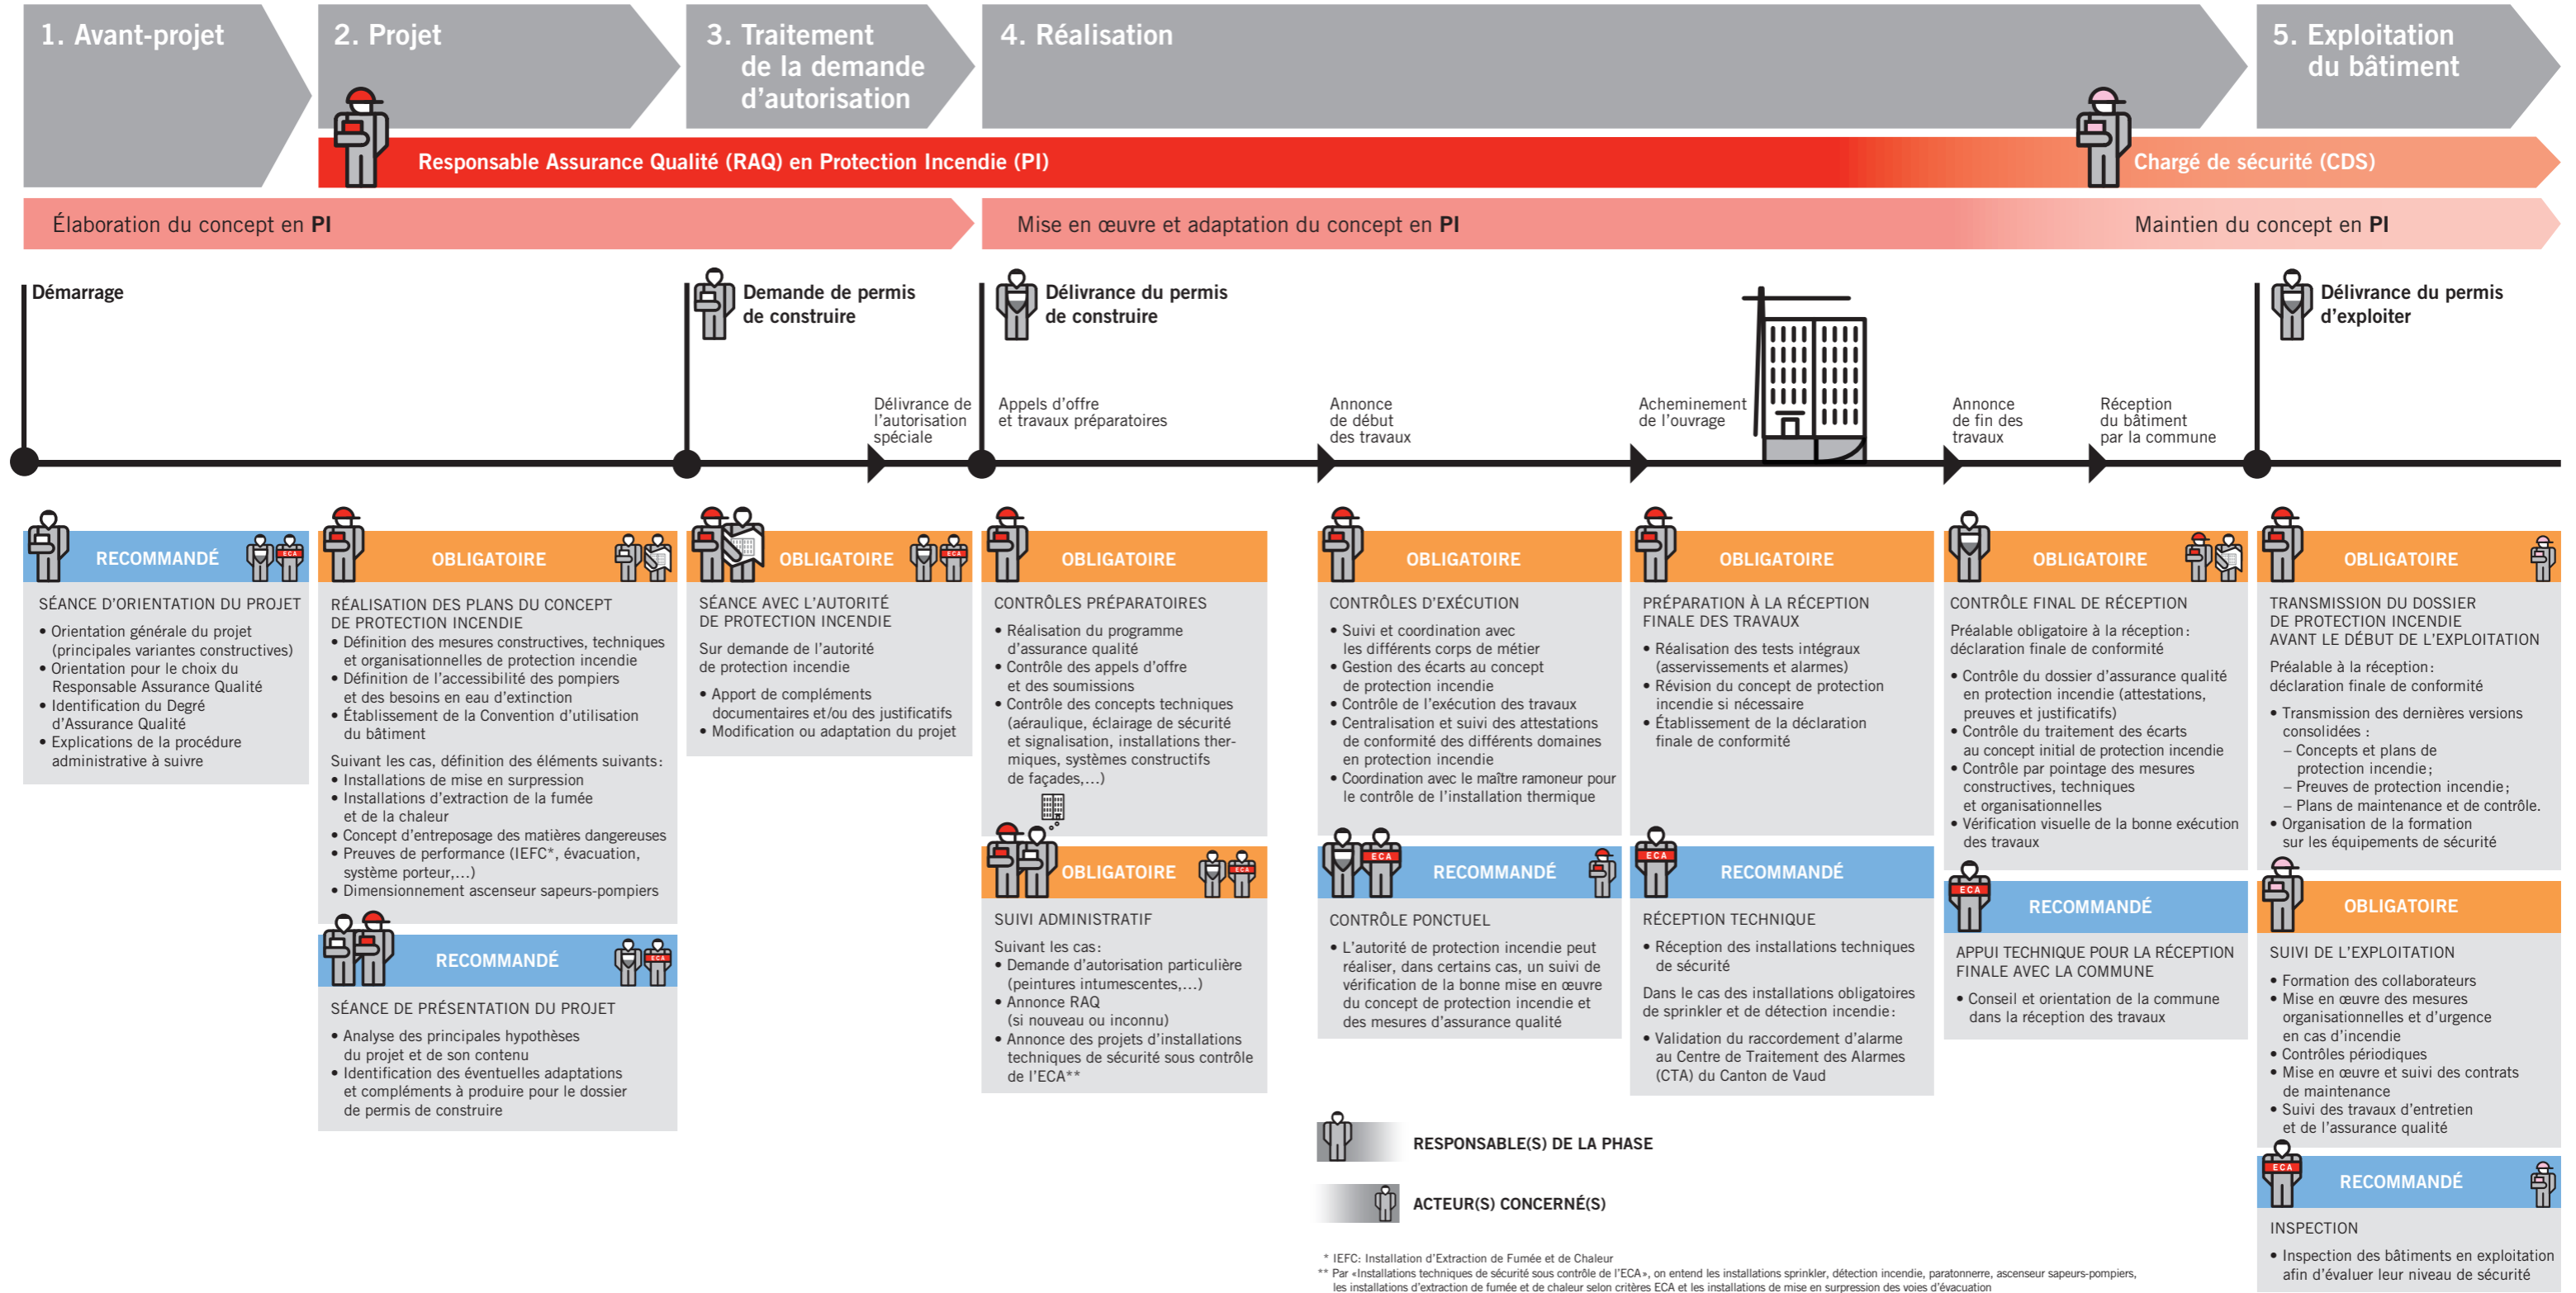 1. Avant-projet
2. Projet
3. Traitement
de la demande
d'autorisation
4. Réalisation
5. Exploitation
du bâtiment
Responsable Assurance Qualité (RAQ) en Protection Incendie (PI)
Chargé de sécurité (CDS)
Élaboration du concept en PI
Mise en œuvre et adaptation du concept en PI
Maintien du concept en PI
Démarrage
Demande de permis
de construire
Délivrance du permis
de construire
Délivrance du permis
d'exploiter
Délivrance de
l'autorisation
spéciale
Appels d'offre
et travaux préparatoires
Annonce
de début
des travaux
Acheminement
de l'ouvrage
Annonce
de fin des
travaux
Réception
du bâtiment
par la commune
RECOMMANDÉ
ECA
SÉANCE D'ORIENTATION DU PROJET
• Orientation générale du projet
(principales variantes constructives)
• Orientation pour le choix du
Responsable Assurance Qualité
• Identification du Degré
d'Assurance Qualité
• Explications de la procédure
administrative à suivre
OBLIGATOIRE
RÉALISATION DES PLANS DU CONCEPT
DE PROTECTION INCENDIE
• Définition des mesures constructives, techniques
et organisationnelles de protection incendie
• Définition de l'accessibilité des pompiers
et des besoins en eau d'extinction
• Établissement de la Convention d'utilisation
du bâtiment
Suivant les cas, définition des éléments suivants:
• Installations de mise en surpression
• Installations d'extraction de la fumée
et de la chaleur
• Concept d'entreposage des matières dangereuses
• Preuves de performance (IEFC*, évacuation,
système porteur,...)
• Dimensionnement ascenseur sapeurs-pompiers
RECOMMANDÉ
ECA
SÉANCE DE PRÉSENTATION DU PROJET
• Analyse des principales hypothèses
du projet et de son contenu
• Identification des éventuelles adaptations
et compléments à produire pour le dossier
de permis de construire
OBLIGATOIRE
ECA
SÉANCE AVEC L'AUTORITÉ
DE PROTECTION INCENDIE
Sur demande de l'autorité
de protection incendie
• Apport de compléments
documentaires et/ou des justificatifs
• Modification ou adaptation du projet
OBLIGATOIRE
CONTRÔLES PRÉPARATOIRES
• Réalisation du programme
d'assurance qualité
• Contrôle des appels d'offre
et des soumissions
• Contrôle des concepts techniques
(aéraulique, éclairage de sécurité
et signalisation, installations ther-
miques, systèmes constructifs
de façades,...)
OBLIGATOIRE
ECA
SUIVI ADMINISTRATIF
Suivant les cas:
• Demande d'autorisation particulière
(peintures intumescentes,...)
• Annonce RAQ
(si nouveau ou inconnu)
• Annonce des projets d'installations
techniques de sécurité sous contrôle
de l'ECA**
OBLIGATOIRE
CONTRÔLES D'EXÉCUTION
• Suivi et coordination avec
les différents corps de métier
• Gestion des écarts au concept
de protection incendie
• Contrôle de l'exécution des travaux
• Centralisation et suivi des attestations
de conformité des différents domaines
en protection incendie
• Coordination avec le maître ramoneur pour
le contrôle de l'installation thermique
ECA
RECOMMANDÉ
CONTRÔLE PONCTUEL
• L'autorité de protection incendie peut
réaliser, dans certains cas, un suivi de
vérification de la bonne mise en œuvre
du concept de protection incendie et
des mesures d'assurance qualité
OBLIGATOIRE
PRÉPARATION À LA RÉCEPTION
FINALE DES TRAVAUX
• Réalisation des tests intégraux
(asservissements et alarmes)
• Révision du concept de protection
incendie si nécessaire
• Établissement de la déclaration
finale de conformité
ECA
RECOMMANDÉ
RÉCEPTION TECHNIQUE
• Réception des installations techniques
de sécurité
Dans le cas des installations obligatoires
de sprinkler et de détection incendie:
• Validation du raccordement d'alarme
au Centre de Traitement des Alarmes
(CTA) du Canton de Vaud
OBLIGATOIRE
CONTRÔLE FINAL DE RÉCEPTION
Préalable obligatoire à la réception:
déclaration finale de conformité
• Contrôle du dossier d'assurance qualité
en protection incendie (attestations,
preuves et justificatifs)
• Contrôle du traitement des écarts
au concept initial de protection incendie
• Contrôle par pointage des mesures
constructives, techniques
et organisationnelles
• Vérification visuelle de la bonne exécution
des travaux
ECA
RECOMMANDÉ
APPUI TECHNIQUE POUR LA RÉCEPTION
FINALE AVEC LA COMMUNE
• Conseil et orientation de la commune
dans la réception des travaux
OBLIGATOIRE
TRANSMISSION DU DOSSIER
DE PROTECTION INCENDIE
AVANT LE DÉBUT DE L'EXPLOITATION
Préalable à la réception:
déclaration finale de conformité
• Transmission des dernières versions
consolidées :
– Concepts et plans de
protection incendie;
– Preuves de protection incendie;
– Plans de maintenance et de contrôle.
• Organisation de la formation
sur les équipements de sécurité
OBLIGATOIRE
SUIVI DE L'EXPLOITATION
• Formation des collaborateurs
• Mise en œuvre des mesures
organisationnelles et d'urgence
en cas d'incendie
• Contrôles périodiques
• Mise en œuvre et suivi des contrats
de maintenance
• Suivi des travaux d'entretien
et de l'assurance qualité
ECA
RECOMMANDÉ
INSPECTION
• Inspection des bâtiments en exploitation
afin d'évaluer leur niveau de sécurité
RESPONSABLE(S) DE LA PHASE
ACTEUR(S) CONCERNÉ(S)
* IEFC: Installation d'Extraction de Fumée et de Chaleur
** Par «Installations techniques de sécurité sous contrôle de l'ECA», on entend les installations sprinkler, détection incendie, paratonnerre, ascenseur sapeurs-pompiers,
les installations d'extraction de fumée et de chaleur selon critères ECA et les installations de mise en surpression des voies d'évacuation